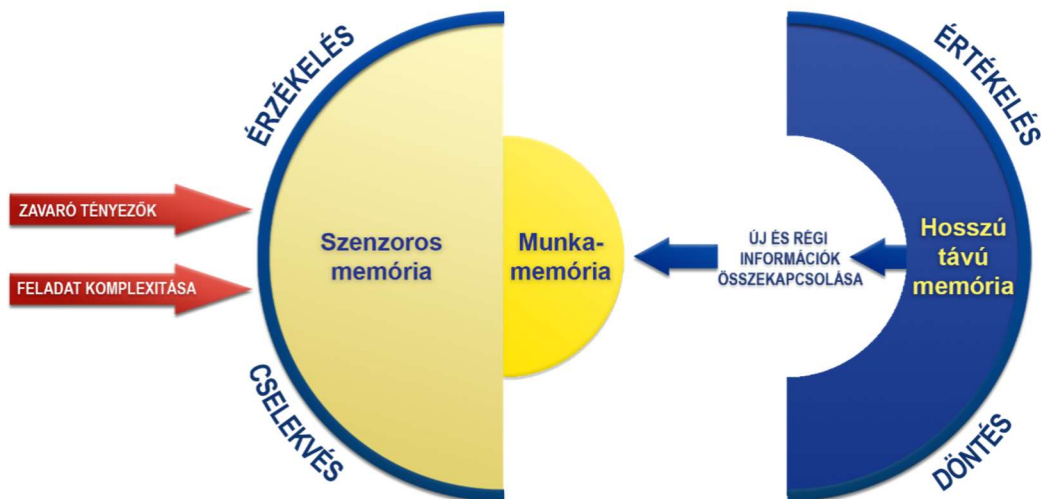 ÉRZÉKELÉS
ZAVARÓ TÉNYEZŐK
FELADAT KOMPLEXITÁSA
CSELEKVÉS
Szenzoros
memória
Munka-
memória
ÚJ ÉS RÉGI
INFORMÁCIÓK
ÖSSZEKAPCSOLÁSA
Hosszú
távú
memória
ÉRTÉKELÉS
DÖNTÉS